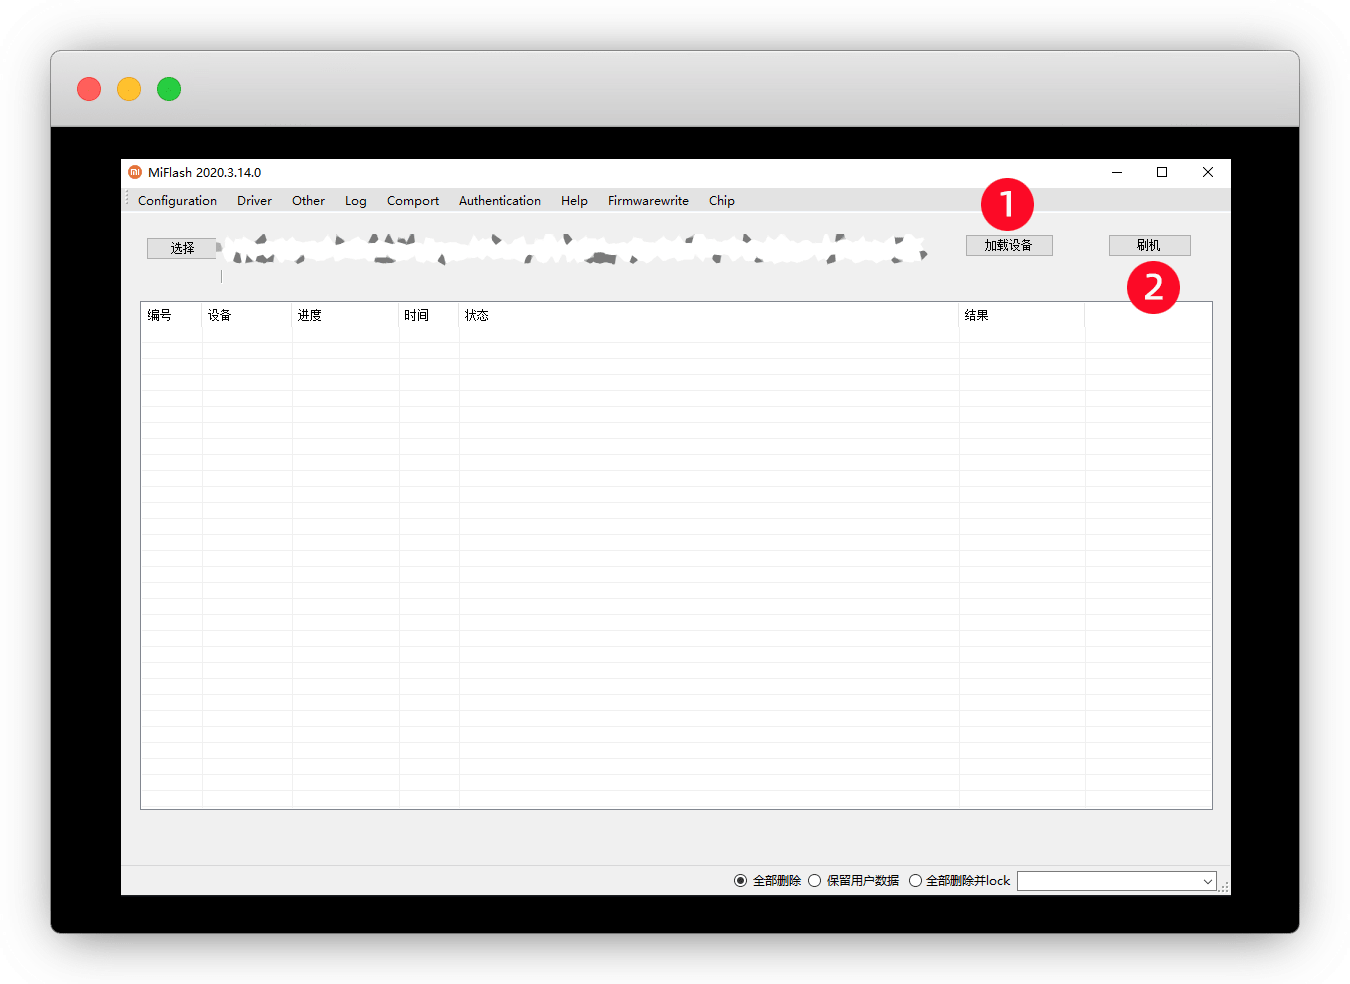 MiFlash 2020.3.14.0
Configuration Driver Other Log Comport Authentication Help Firmwarewrite Chip
1
选择 加载设备 刷机
2
编号 设备 进度 时间 状态 结果
全部删除 保留用户数据 全部删除并lock